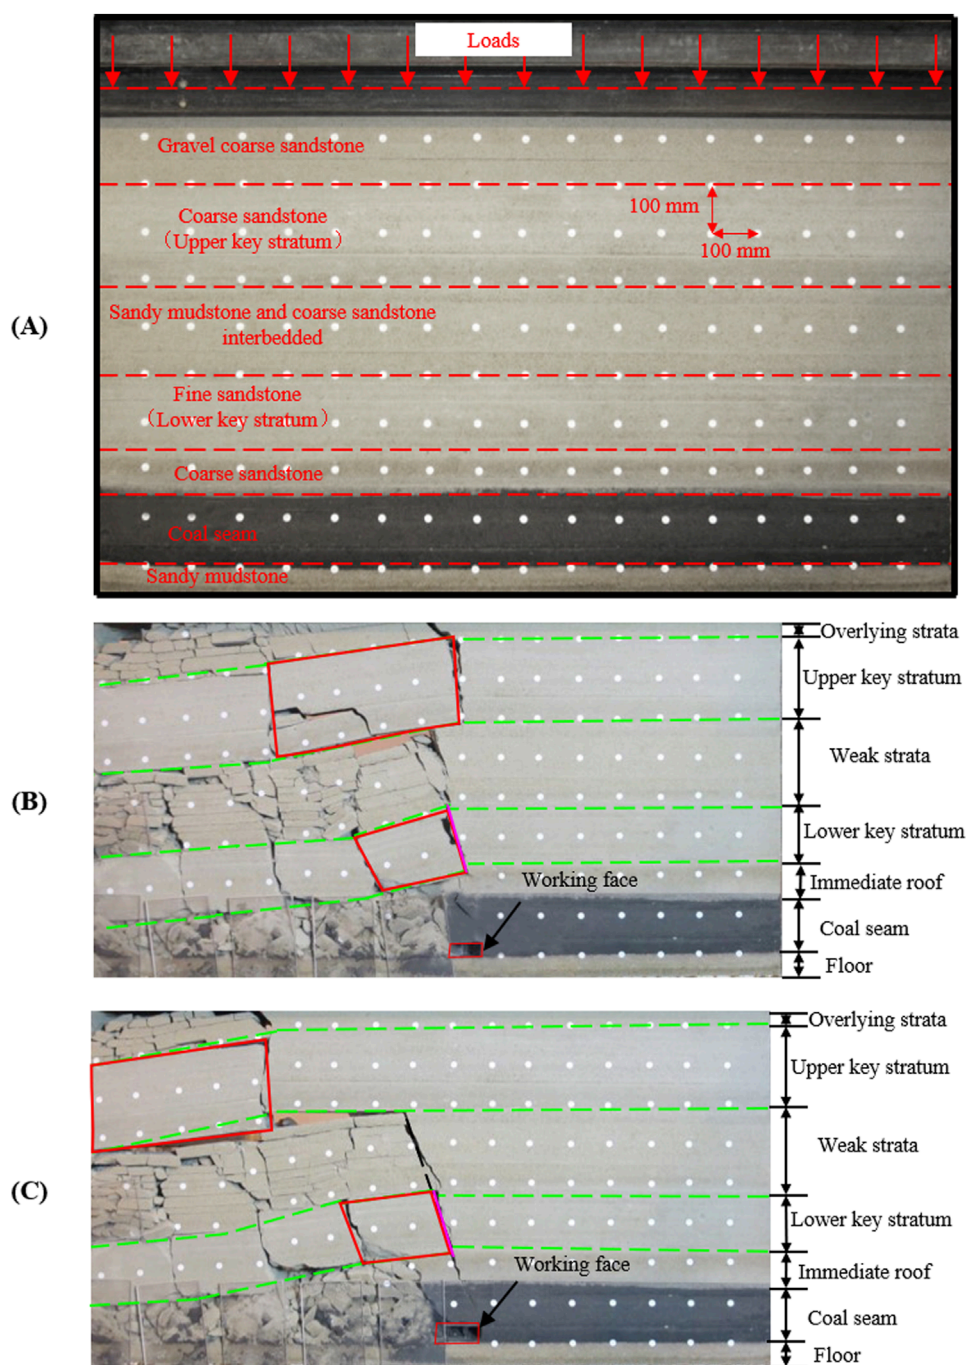 Loads
Gravel coarse sandstone
Coarse sandstone
（Upper key stratum）
100 mm
100 mm
Sandy mudstone and coarse sandstone
interbedded
(A)
Fine sandstone
（Lower key stratum）
Coarse sandstone
Coal seam
Sandy mudstone
Overlying strata
Upper key stratum
Weak strata
(B)
Lower key stratum
Working face
Immediate roof
Coal seam
Floor
Overlying strata
Upper key stratum
Weak strata
(C)
Lower key stratum
Working face
Immediate roof
Coal seam
Floor